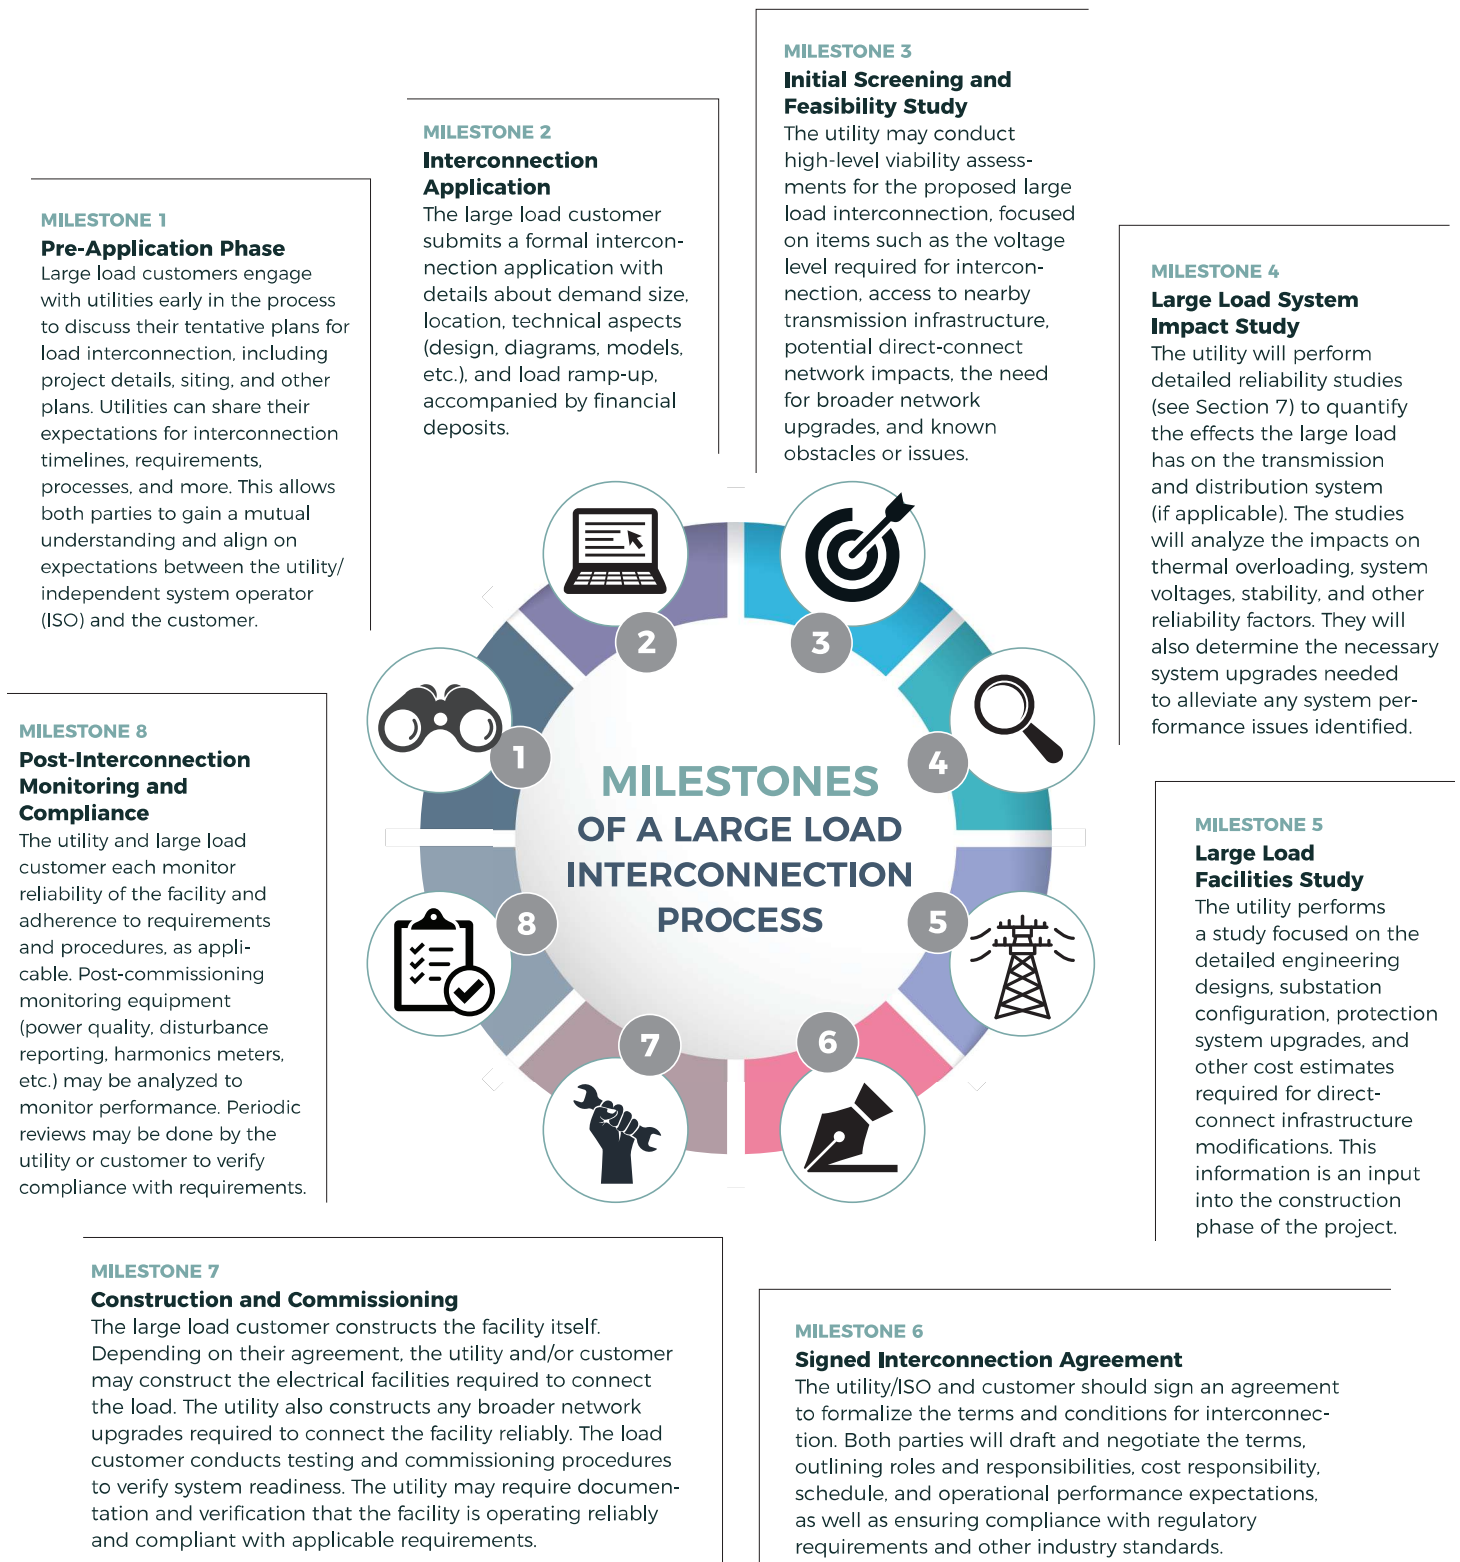 MILESTONE 1
Pre-Application Phase
Large load customers engage
with utilities early in the process
to discuss their tentative plans for
load interconnection, including
project details, siting, and other
plans. Utilities can share their
expectations for interconnection
timelines, requirements,
processes, and more. This allows
both parties to gain a mutual
understanding and align on
expectations between the utility/
independent system operator
(ISO) and the customer.
MILESTONE 2
Interconnection
Application
The large load customer
submits a formal intercon-
nection application with
details about demand size,
location, technical aspects
(design, diagrams, models,
etc.), and load ramp-up,
accompanied by financial
deposits.
MILESTONE 3
Initial Screening and
Feasibility Study
The utility may conduct
high-level viability assess-
ments for the proposed large
load interconnection, focused
on items such as the voltage
level required for intercon-
nection, access to nearby
transmission infrastructure,
potential direct-connect
network impacts, the need
for broader network
upgrades, and known
obstacles or issues.
MILESTONE 4
Large Load System
Impact Study
The utility will perform
detailed reliability studies
(see Section 7) to quantify
the effects the large load
has on the transmission
and distribution system
(if applicable). The studies
will analyze the impacts on
thermal overloading, system
voltages, stability, and other
reliability factors. They will
also determine the necessary
system upgrades needed
to alleviate any system per-
formance issues identified.
MILESTONE 5
Large Load
Facilities Study
The utility performs
a study focused on the
detailed engineering
designs, substation
configuration, protection
system upgrades, and
other cost estimates
required for direct-
connect infrastructure
modifications. This
information is an input
into the construction
phase of the project.
MILESTONE 6
Signed Interconnection Agreement
The utility/ISO and customer should sign an agreement
to formalize the terms and conditions for interconnec-
tion. Both parties will draft and negotiate the terms,
outlining roles and responsibilities, cost responsibility,
schedule, and operational performance expectations,
as well as ensuring compliance with regulatory
requirements and other industry standards.
MILESTONE 7
Construction and Commissioning
The large load customer constructs the facility itself.
Depending on their agreement, the utility and/or customer
may construct the electrical facilities required to connect
the load. The utility also constructs any broader network
upgrades required to connect the facility reliably. The load
customer conducts testing and commissioning procedures
to verify system readiness. The utility may require documen-
tation and verification that the facility is operating reliably
and compliant with applicable requirements.
MILESTONE 8
Post-Interconnection
Monitoring and
Compliance
The utility and large load
customer each monitor
reliability of the facility and
adherence to requirements
and procedures, as appli-
cable. Post-commissioning
monitoring equipment
(power quality, disturbance
reporting, harmonics meters,
etc.) may be analyzed to
monitor performance. Periodic
reviews may be done by the
utility or customer to verify
compliance with requirements.
MILESTONES
OF A LARGE LOAD
INTERCONNECTION
PROCESS
1
2
3
4
5
6
7
8